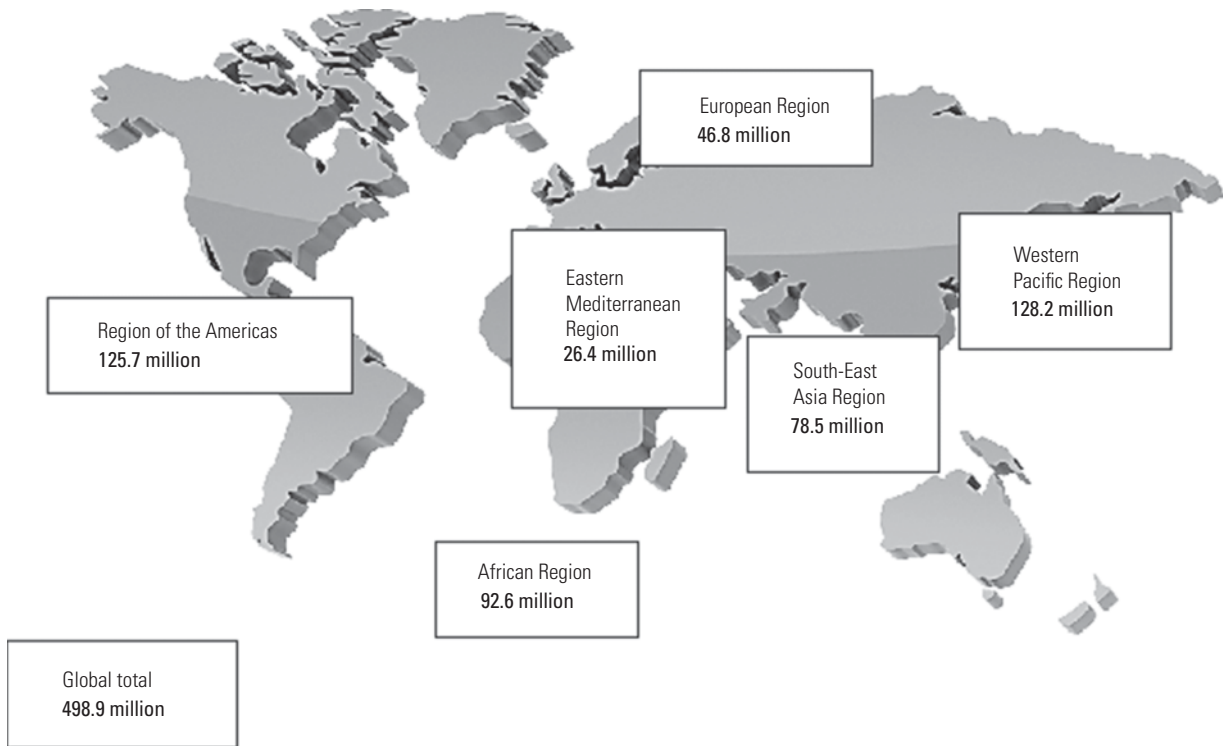 European Region
46.8 million
Western
Pacific Region
128.2 million
Eastern
Mediterranean
Region
26.4 million
Region of the Americas
125.7 million
South-East
Asia Region
78.5 million
African Region
92.6 million
Global total
498.9 million